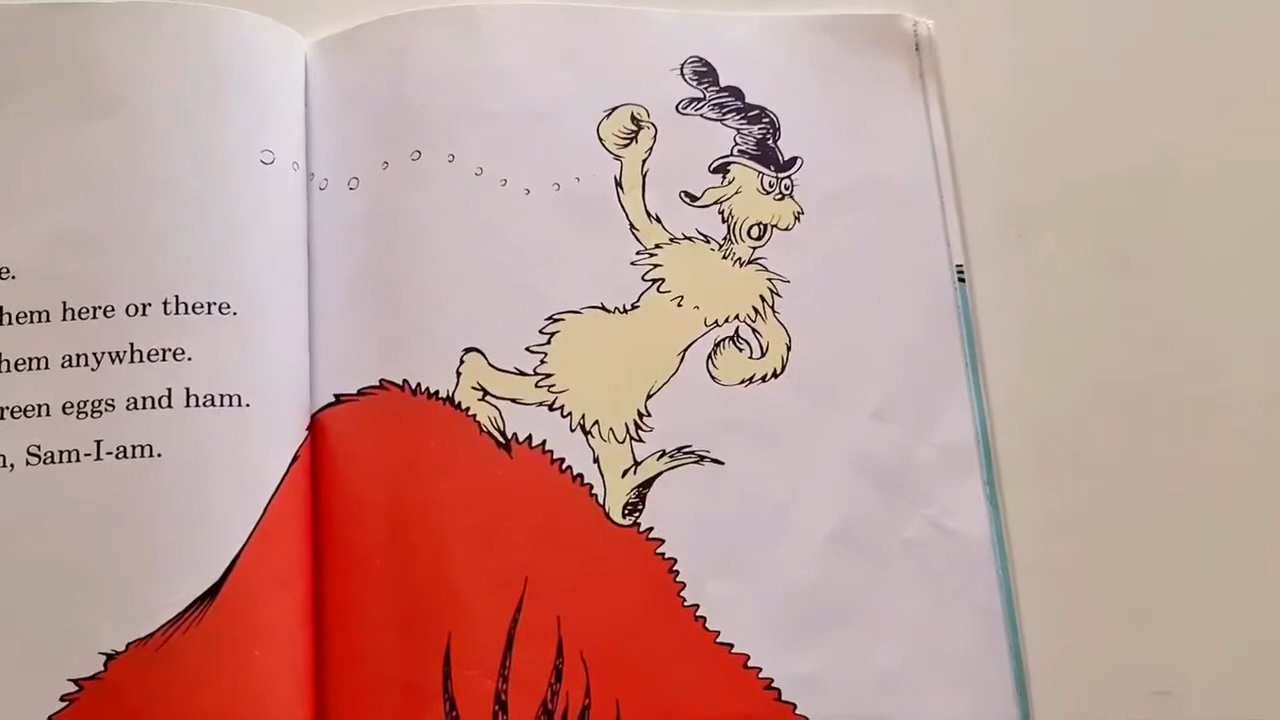 e.
hem here or there.
hem anywhere.
reen eggs and ham.
, Sam-I-am.